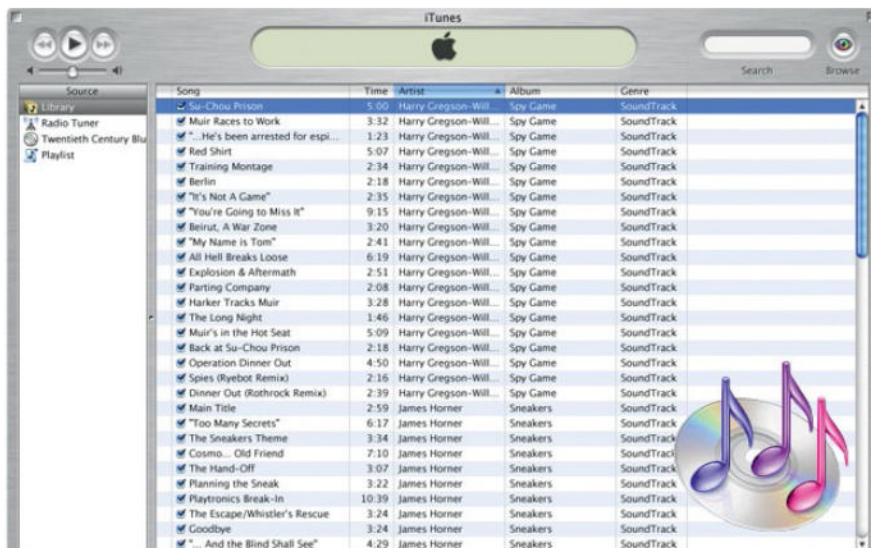 iTunes
Search
Browse
Source
Song Time Artist Album Genre
Library
Radio Tuner
Twentieth Century Blu
Playlist
Su-Chou Prison 5:00 Harry Gregson-Will... Spy Game SoundTrack
Muir Races to Work 3:32 Harry Gregson-Will... Spy Game SoundTrack
"...He's been arrested for espi... 1:23 Harry Gregson-Will... Spy Game SoundTrack
Red Shirt 5:07 Harry Gregson-Will... Spy Game SoundTrack
Training Montage 2:34 Harry Gregson-Will... Spy Game SoundTrack
Berlin 2:18 Harry Gregson-Will... Spy Game SoundTrack
"It's Not A Game" 2:35 Harry Gregson-Will... Spy Game SoundTrack
"You're Going to Miss It" 9:15 Harry Gregson-Will... Spy Game SoundTrack
Beirut, A War Zone 3:20 Harry Gregson-Will... Spy Game SoundTrack
"My Name is Tom" 2:41 Harry Gregson-Will... Spy Game SoundTrack
All Hell Breaks Loose 6:19 Harry Gregson-Will... Spy Game SoundTrack
Explosion & Aftermath 2:51 Harry Gregson-Will... Spy Game SoundTrack
Parting Company 2:08 Harry Gregson-Will... Spy Game SoundTrack
Harker Tracks Muir 3:28 Harry Gregson-Will... Spy Game SoundTrack
The Long Night 1:46 Harry Gregson-Will... Spy Game SoundTrack
Muir's in the Hot Seat 5:09 Harry Gregson-Will... Spy Game SoundTrack
Back at Su-Chou Prison 2:18 Harry Gregson-Will... Spy Game SoundTrack
Operation Dinner Out 4:50 Harry Gregson-Will... Spy Game SoundTrack
Spies (Ryebot Remix) 2:16 Harry Gregson-Will... Spy Game SoundTrack
Dinner Out (Rothrock Remix) 2:39 Harry Gregson-Will... Spy Game SoundTrack
Main Title 2:59 James Horner Sneakers SoundTrack
"Too Many Secrets" 6:17 James Horner Sneakers SoundTrack
The Sneakers Theme 3:34 James Horner Sneakers SoundTrack
Cosmo... Old Friend 7:10 James Horner Sneakers SoundTrack
The Hand-Off 3:07 James Horner Sneakers SoundTrack
Planning the Sneak 3:22 James Horner Sneakers SoundTrack
Playtronics Break-In 10:39 James Horner Sneakers SoundTrack
The Escape/Whistler's Rescue 3:24 James Horner Sneakers SoundTrack
Goodbye 3:24 James Horner Sneakers SoundTrack
"... And the Blind Shall See" 4:29 James Horner Sneakers SoundTrack